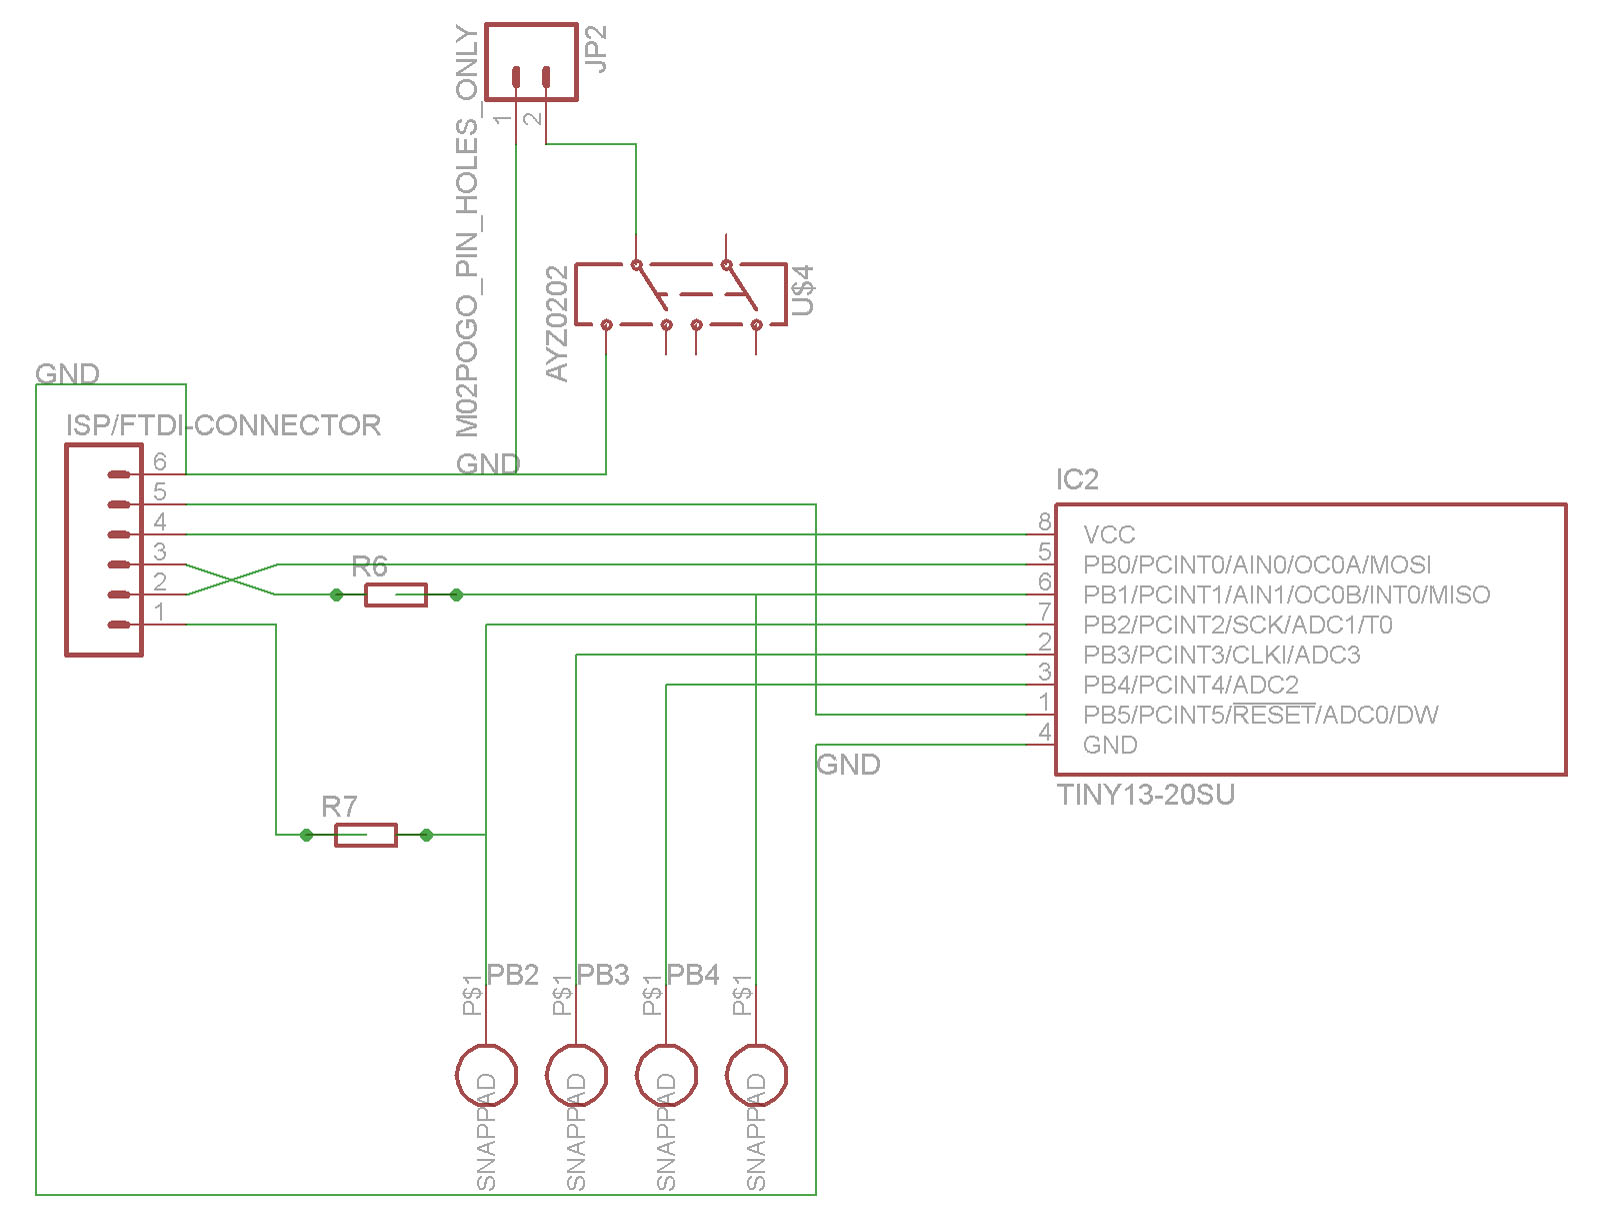 JP2
M02POGO_PIN_HOLES_ONLY
1
2
AYZ0202
U$4
GND
ISP/FTDI-CONNECTOR
6
5
4
3
2
1
GND
R6
IC2
8 VCC
5 PB0/PCINT0/AIN0/OC0A/MOSI
6 PB1/PCINT1/AIN1/OC0B/INT0/MISO
7 PB2/PCINT2/SCK/ADC1/T0
2 PB3/PCINT3/CLKI/ADC3
3 PB4/PCINT4/ADC2
1 PB5/PCINT5/RESET/ADC0/DW
4 GND
GND
TINY13-20SU
R7
P$1 PB2
P$1 PB3
P$1 PB4
P$1
SNAPPAD
SNAPPAD
SNAPPAD
SNAPPAD